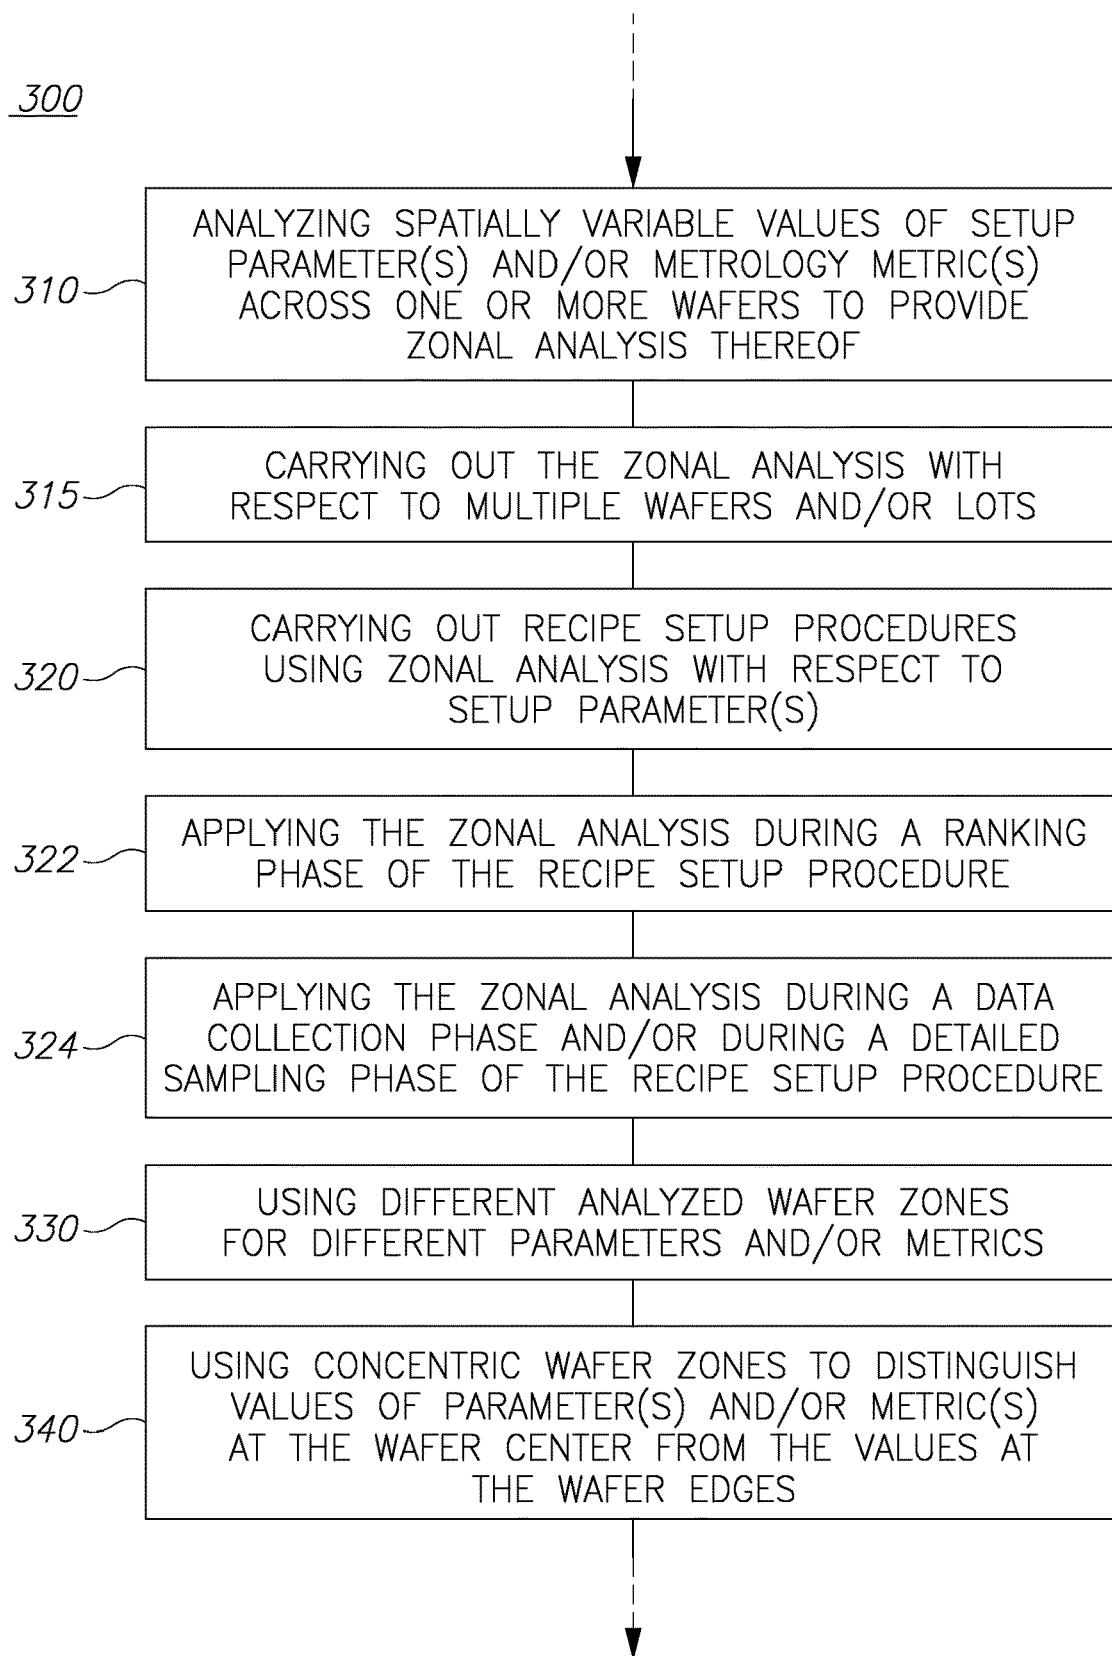 300
310
ANALYZING SPATIALLY VARIABLE VALUES OF SETUP
PARAMETER(S) AND/OR METROLOGY METRIC(S)
ACROSS ONE OR MORE WAFERS TO PROVIDE
ZONAL ANALYSIS THEREOF
315
CARRYING OUT THE ZONAL ANALYSIS WITH
RESPECT TO MULTIPLE WAFERS AND/OR LOTS
320
CARRYING OUT RECIPE SETUP PROCEDURES
USING ZONAL ANALYSIS WITH RESPECT TO
SETUP PARAMETER(S)
322
APPLYING THE ZONAL ANALYSIS DURING A RANKING
PHASE OF THE RECIPE SETUP PROCEDURE
324
APPLYING THE ZONAL ANALYSIS DURING A DATA
COLLECTION PHASE AND/OR DURING A DETAILED
SAMPLING PHASE OF THE RECIPE SETUP PROCEDURE
330
USING DIFFERENT ANALYZED WAFER ZONES
FOR DIFFERENT PARAMETERS AND/OR METRICS
340
USING CONCENTRIC WAFER ZONES TO DISTINGUISH
VALUES OF PARAMETER(S) AND/OR METRIC(S)
AT THE WAFER CENTER FROM THE VALUES AT
THE WAFER EDGES